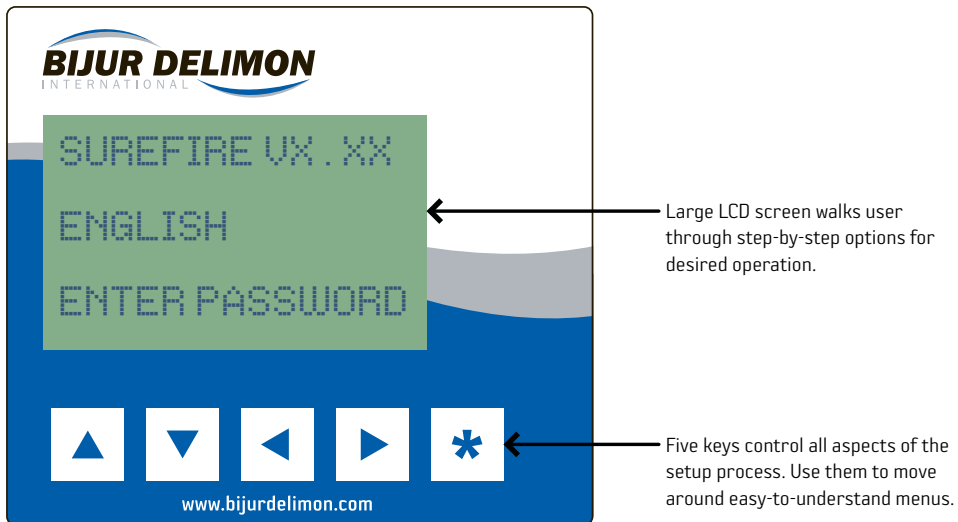 BIJUR DELIMON
INTERNATIONAL
SUREFIRE VX.XX
ENGLISH
ENTER PASSWORD
*
www.bijurdelimon.com
Large LCD screen walks user
through step-by-step options for
desired operation.
Five keys control all aspects of the
setup process. Use them to move
around easy-to-understand menus.